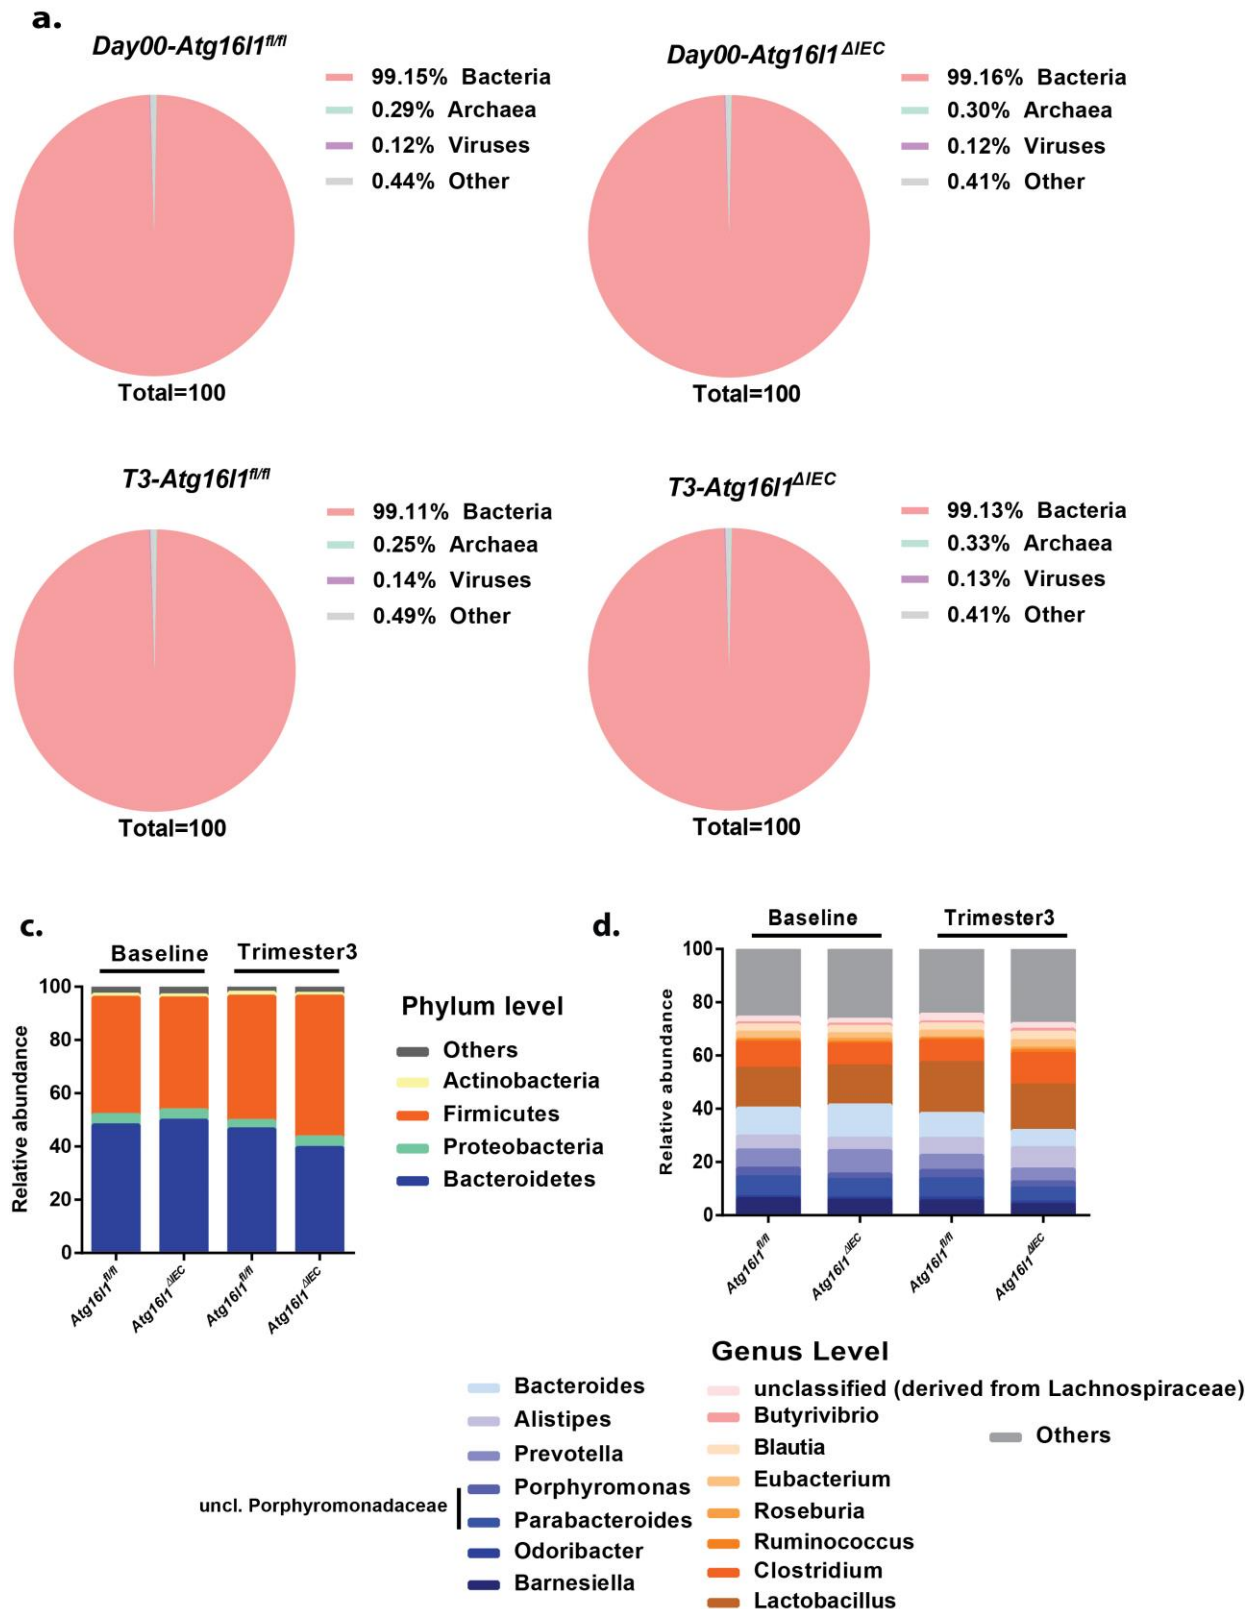 a.
Day00-Atg16l1fl/fl
99.15% Bacteria
0.29% Archaea
0.12% Viruses
0.44% Other
Total=100
Day00-Atg16l1ΔIEC
99.16% Bacteria
0.30% Archaea
0.12% Viruses
0.41% Other
Total=100
T3-Atg16l1fl/fl
99.11% Bacteria
0.25% Archaea
0.14% Viruses
0.49% Other
Total=100
T3-Atg16l1ΔIEC
99.13% Bacteria
0.33% Archaea
0.13% Viruses
0.41% Other
Total=100
c.
Baseline
Trimester3
Relative abundance
100
80
60
40
20
0
Atg16l1fl/fl
Atg16l1ΔIEC
Atg16l1fl/fl
Atg16l1ΔIEC
Phylum level
Others
Actinobacteria
Firmicutes
Proteobacteria
Bacteroidetes
d.
Baseline
Trimester3
Relative abundance
100
80
60
40
20
0
Atg16l1fl/fl
Atg16l1ΔIEC
Atg16l1fl/fl
Atg16l1ΔIEC
Genus Level
Bacteroides
Alistipes
Prevotella
Porphyromonas
uncl. Porphyromonadaceae
Parabacteroides
Odoribacter
Barnesiella
unclassified (derived from Lachnospiraceae)
Butyrivibrio
Blautia
Eubacterium
Roseburia
Ruminococcus
Clostridium
Lactobacillus
Others